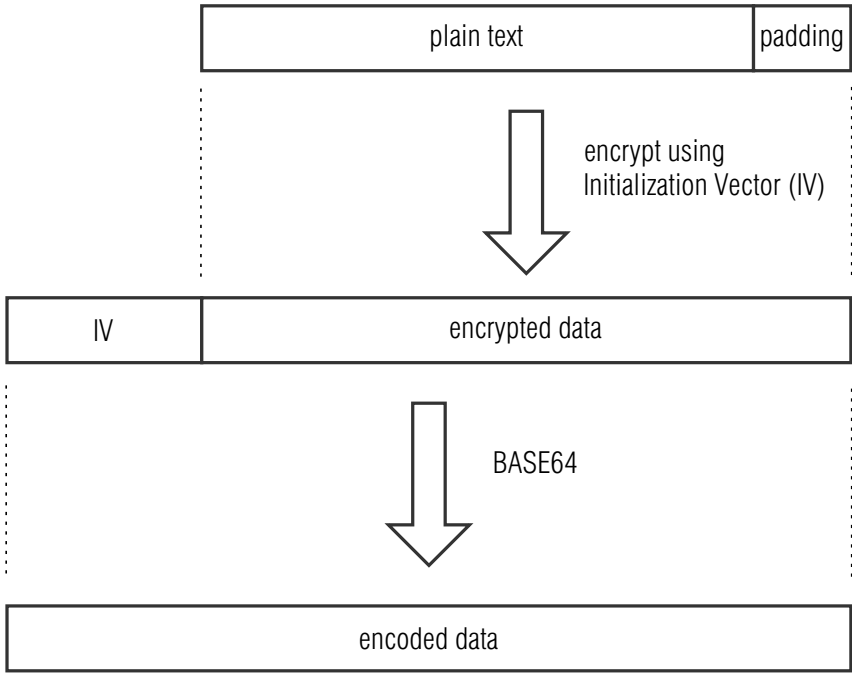 plain text
padding
encrypt using
Initialization Vector (IV)
IV
encrypted data
BASE64
encoded data